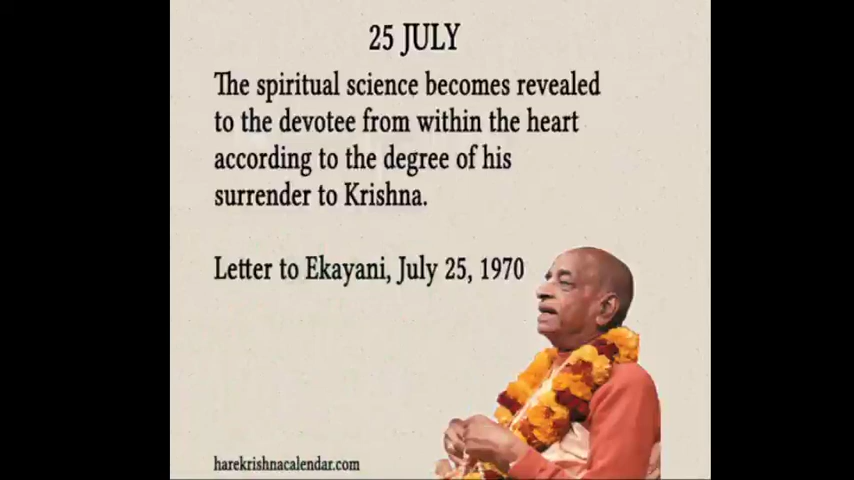 25 JULY
The spiritual science becomes revealed
to the devotee from within the heart
according to the degree of his
surrender to Krishna.
Letter to Ekayani, July 25, 1970
harekrishnacalendar.com